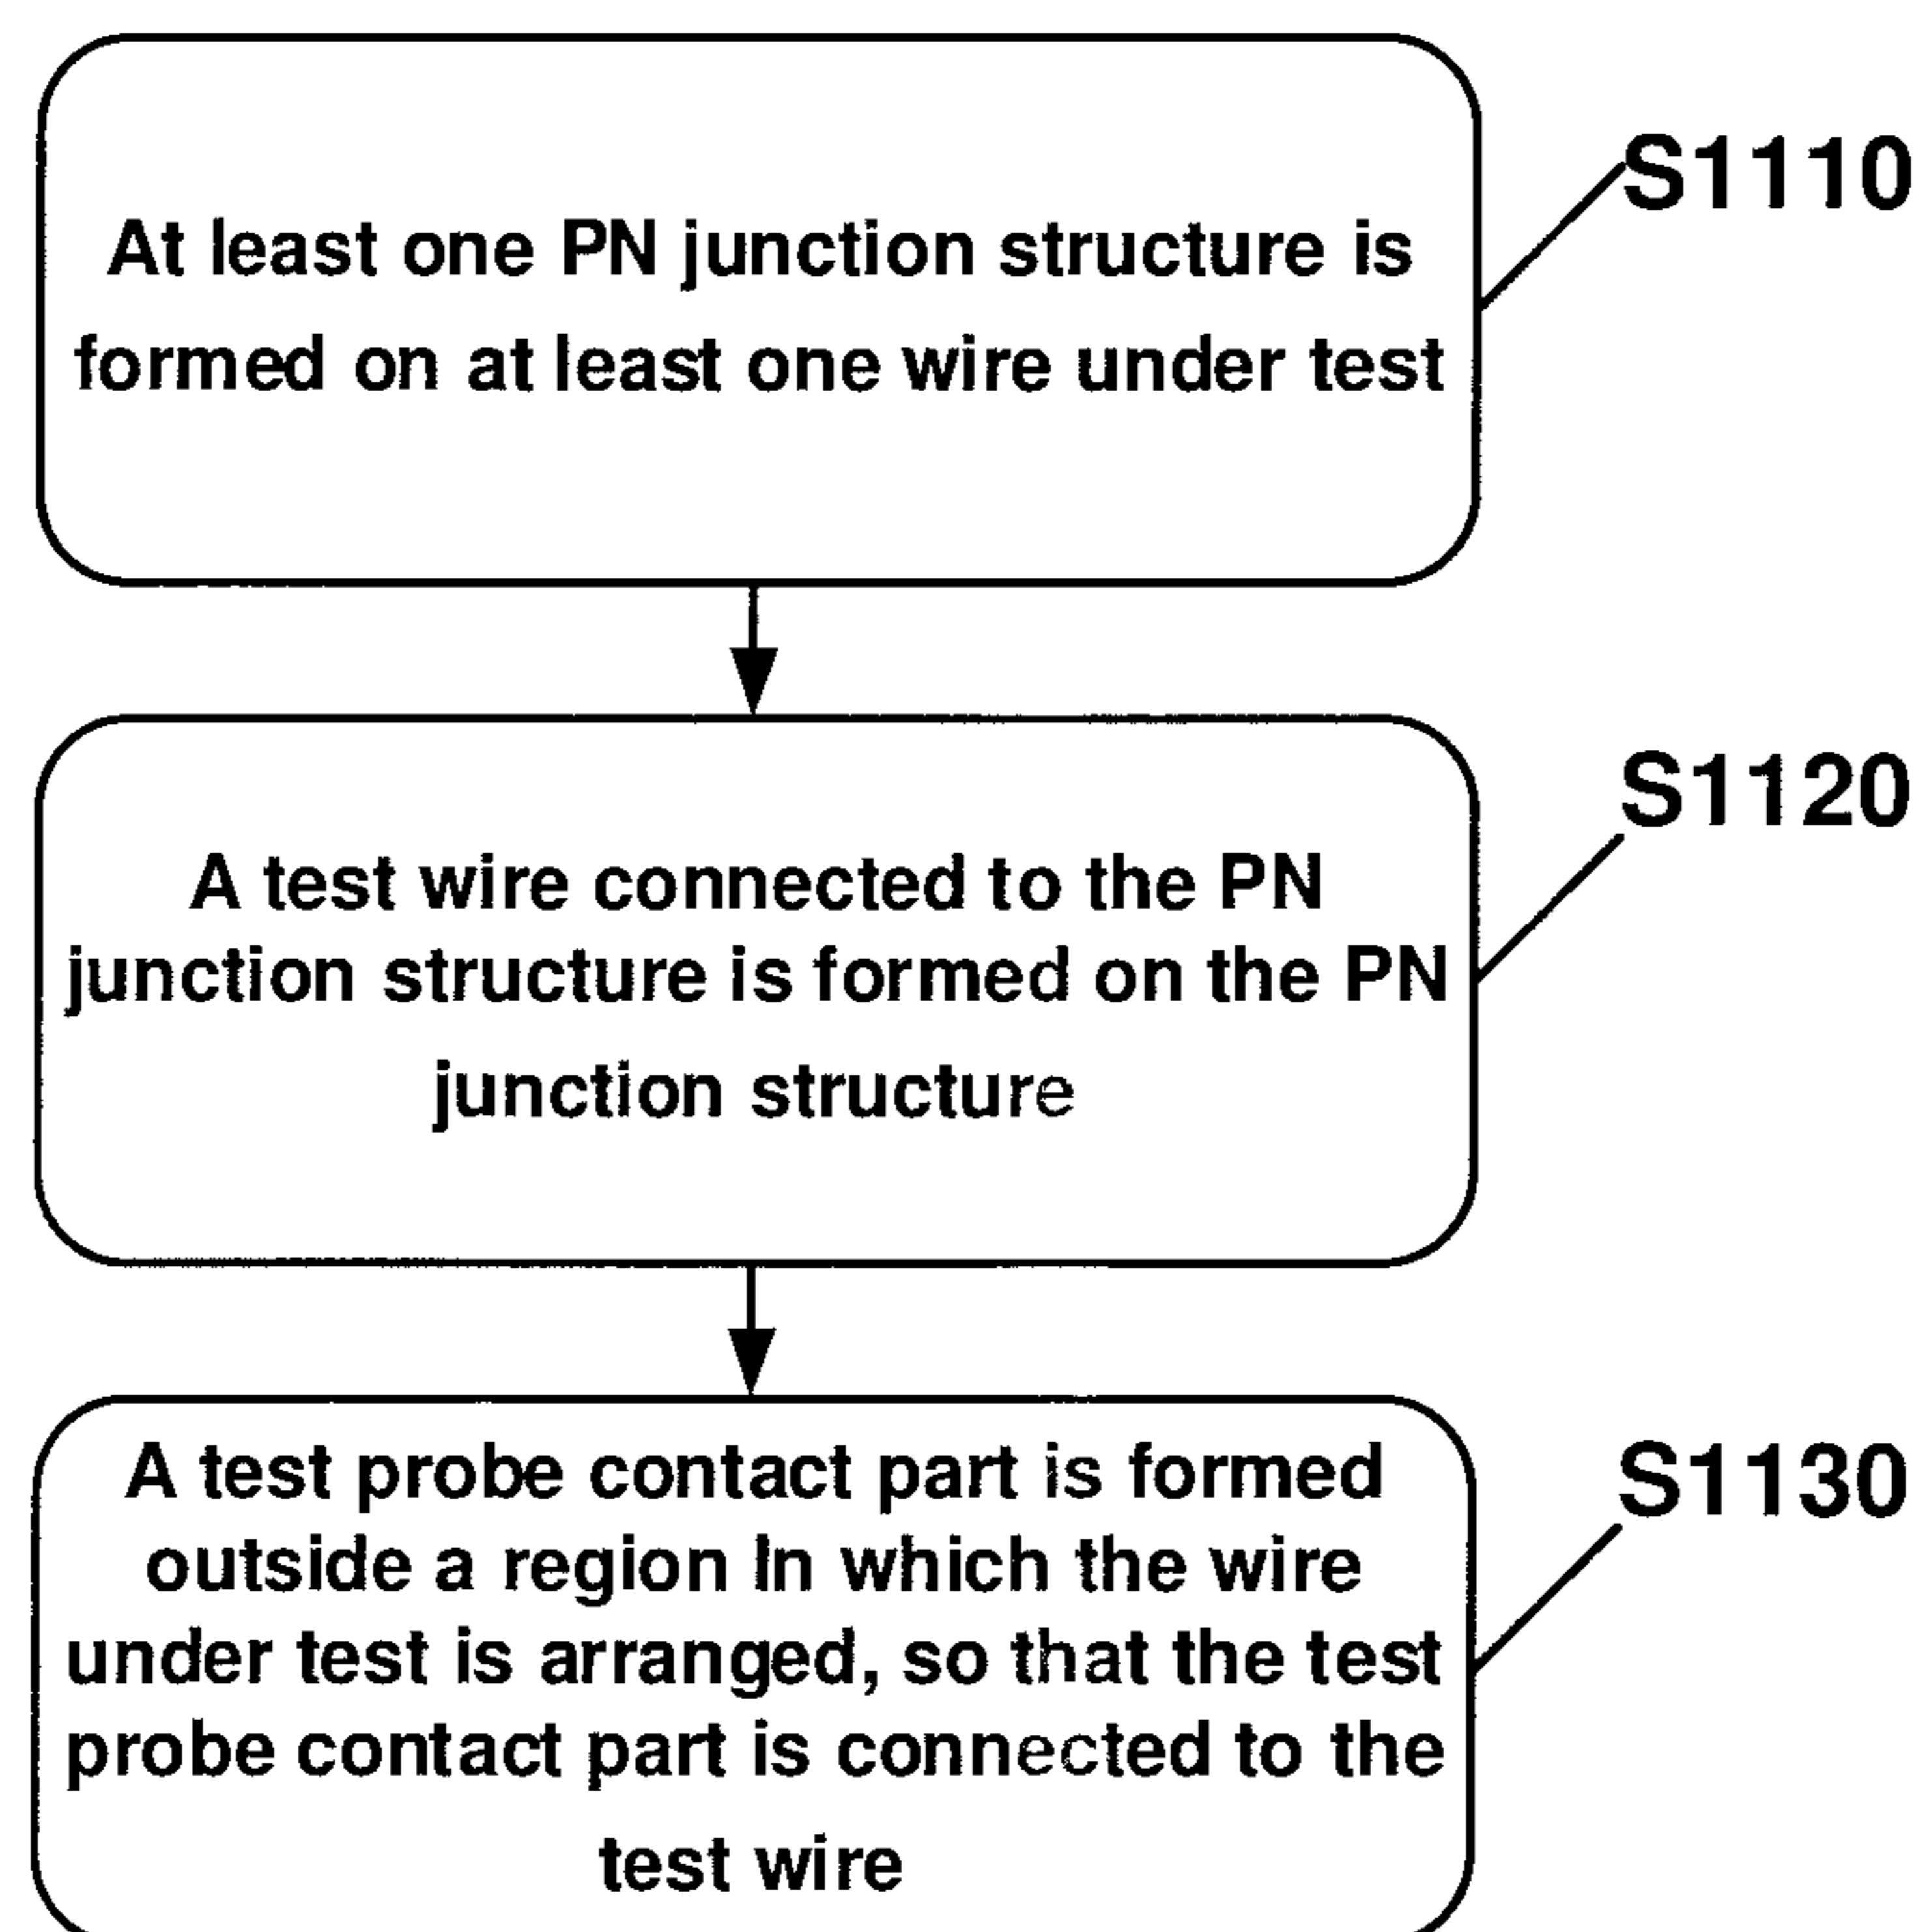 At least one PN junction structure is
formed on at least one wire under test
S1110
A test wire connected to the PN
junction structure is formed on the PN
junction structure
S1120
A test probe contact part is formed
outside a region In which the wire
under test is arranged, so that the test
probe contact part is connected to the
test wire
S1130